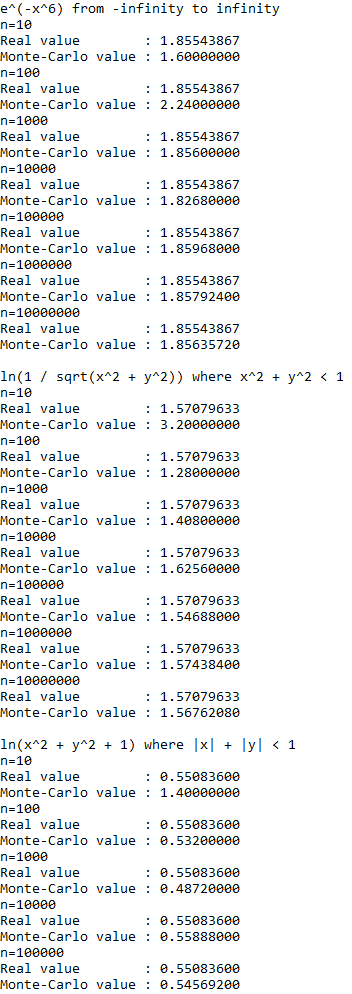 e^(-x^6) from -infinity to infinity
n=10
Real value        : 1.85543867
Monte-Carlo value : 1.60000000
n=100
Real value        : 1.85543867
Monte-Carlo value : 2.24000000
n=1000
Real value        : 1.85543867
Monte-Carlo value : 1.85600000
n=10000
Real value        : 1.85543867
Monte-Carlo value : 1.82680000
n=100000
Real value        : 1.85543867
Monte-Carlo value : 1.85968000
n=1000000
Real value        : 1.85543867
Monte-Carlo value : 1.85792400
n=10000000
Real value        : 1.85543867
Monte-Carlo value : 1.85635720
ln(1 / sqrt(x^2 + y^2)) where x^2 + y^2 < 1
n=10
Real value        : 1.57079633
Monte-Carlo value : 3.20000000
n=100
Real value        : 1.57079633
Monte-Carlo value : 1.28000000
n=1000
Real value        : 1.57079633
Monte-Carlo value : 1.40800000
n=10000
Real value        : 1.57079633
Monte-Carlo value : 1.62560000
n=100000
Real value        : 1.57079633
Monte-Carlo value : 1.54688000
n=1000000
Real value        : 1.57079633
Monte-Carlo value : 1.57438400
n=10000000
Real value        : 1.57079633
Monte-Carlo value : 1.56762080
ln(x^2 + y^2 + 1) where |x| + |y| < 1
n=10
Real value        : 0.55083600
Monte-Carlo value : 1.40000000
n=100
Real value        : 0.55083600
Monte-Carlo value : 0.53200000
n=1000
Real value        : 0.55083600
Monte-Carlo value : 0.48720000
n=10000
Real value        : 0.55083600
Monte-Carlo value : 0.55888000
n=100000
Real value        : 0.55083600
Monte-Carlo value : 0.54569200